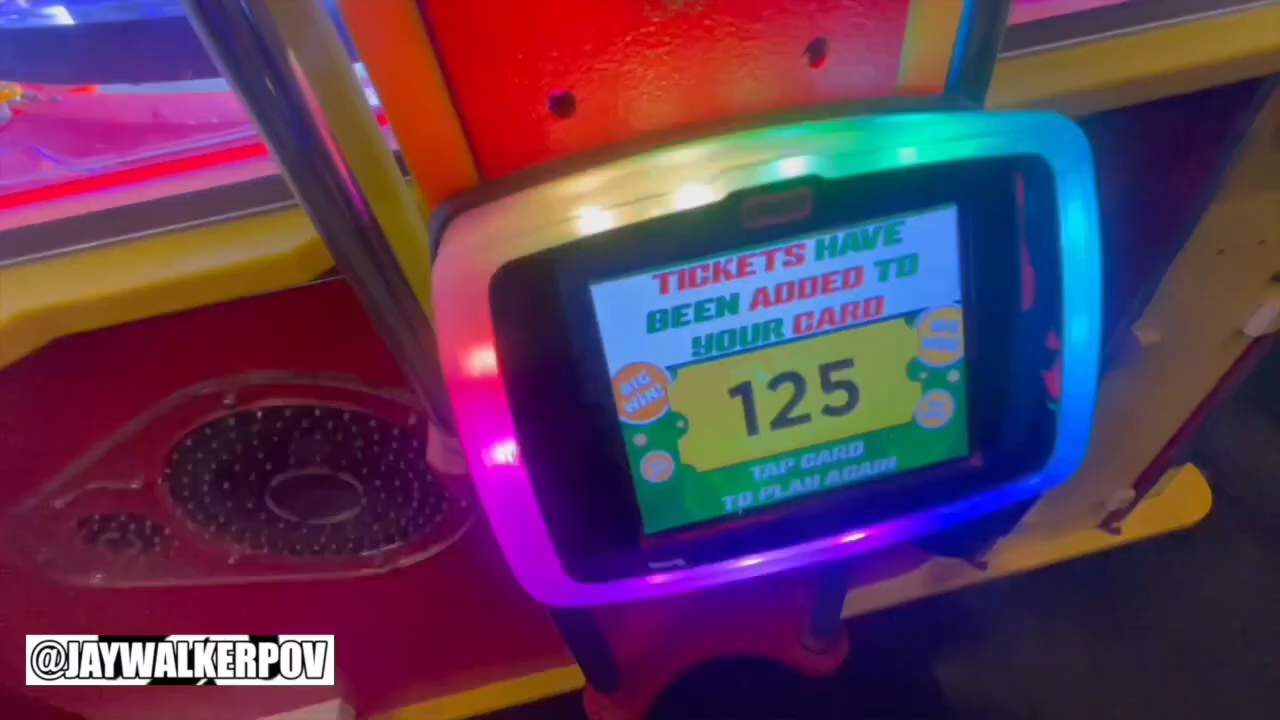 TICKETS HAVE
BEEN ADDED TO
YOUR CARD
BIG
WIN!
125
TAP CARD
TO PLAY AGAIN
@JAYWALKERPOV